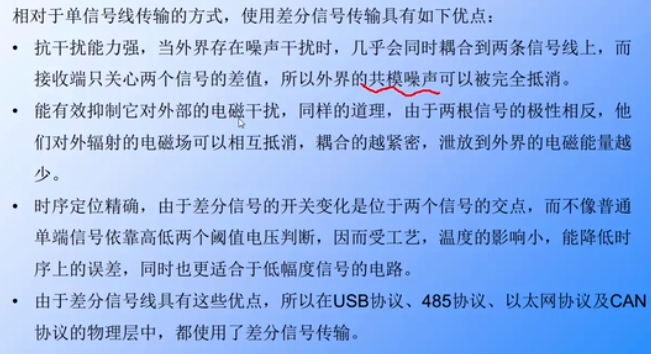 相对于单信号线传输的方式，使用差分信号传输具有如下优点：
• 抗干扰能力强，当外界存在噪声干扰时，几乎会同时耦合到两条信号线上，而
接收端只关心两个信号的差值，所以外界的共模噪声可以被完全抵消。
• 能有效抑制它对外部的电磁干扰，同样的道理，由于两根信号的极性相反，他
们对外辐射的电磁场可以相互抵消，耦合的越紧密，泄放到外界的电磁能量越
少。
• 时序定位精确，由于差分信号的开关变化是位于两个信号的交点，而不像普通
单端信号依靠高低两个阈值电压判断，因而受工艺，温度的影响小，能降低时
序上的误差，同时也更适合于低幅度信号的电路。
• 由于差分信号线具有这些优点，所以在USB协议、485协议、以太网协议及CAN
协议的物理层中，都使用了差分信号传输。